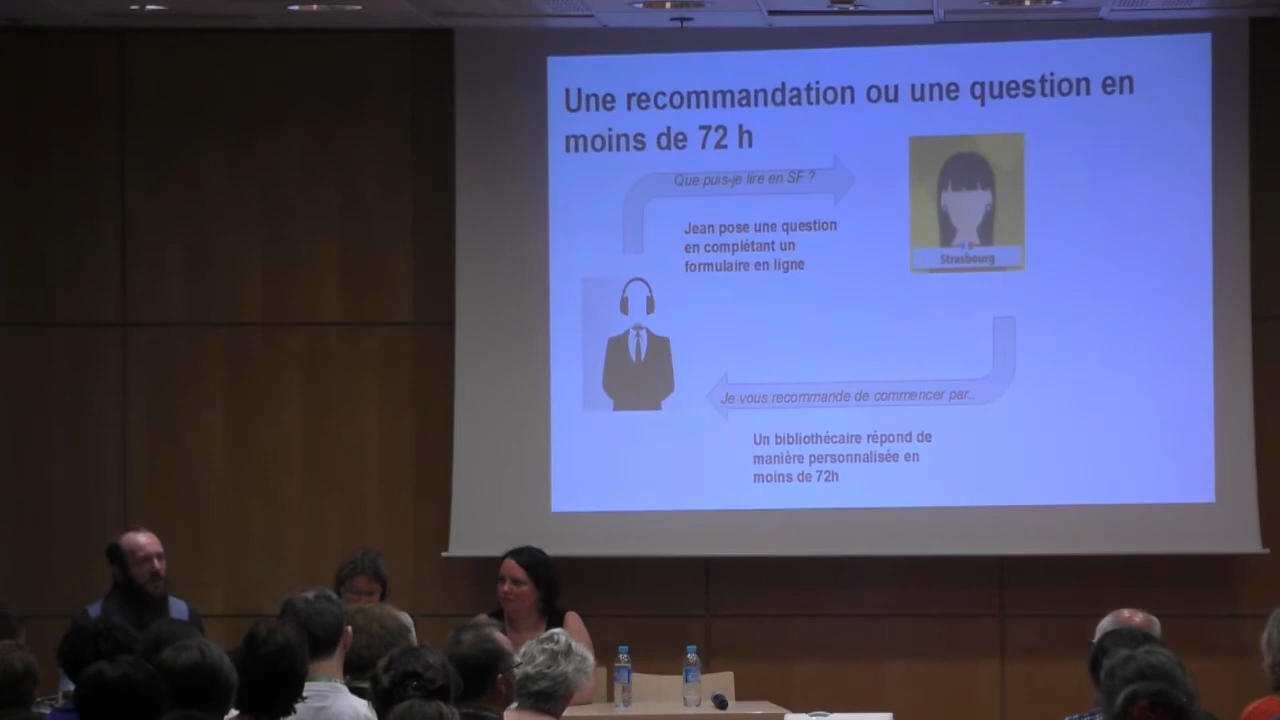 Une recommandation ou une question en
moins de 72 h
Que puis-je lire en SF ?
Jean pose une question
en complétant un
formulaire en ligne
Strasbourg
Je vous recommande de commencer par..
Un bibliothécaire répond de
manière personnalisée en
moins de 72h